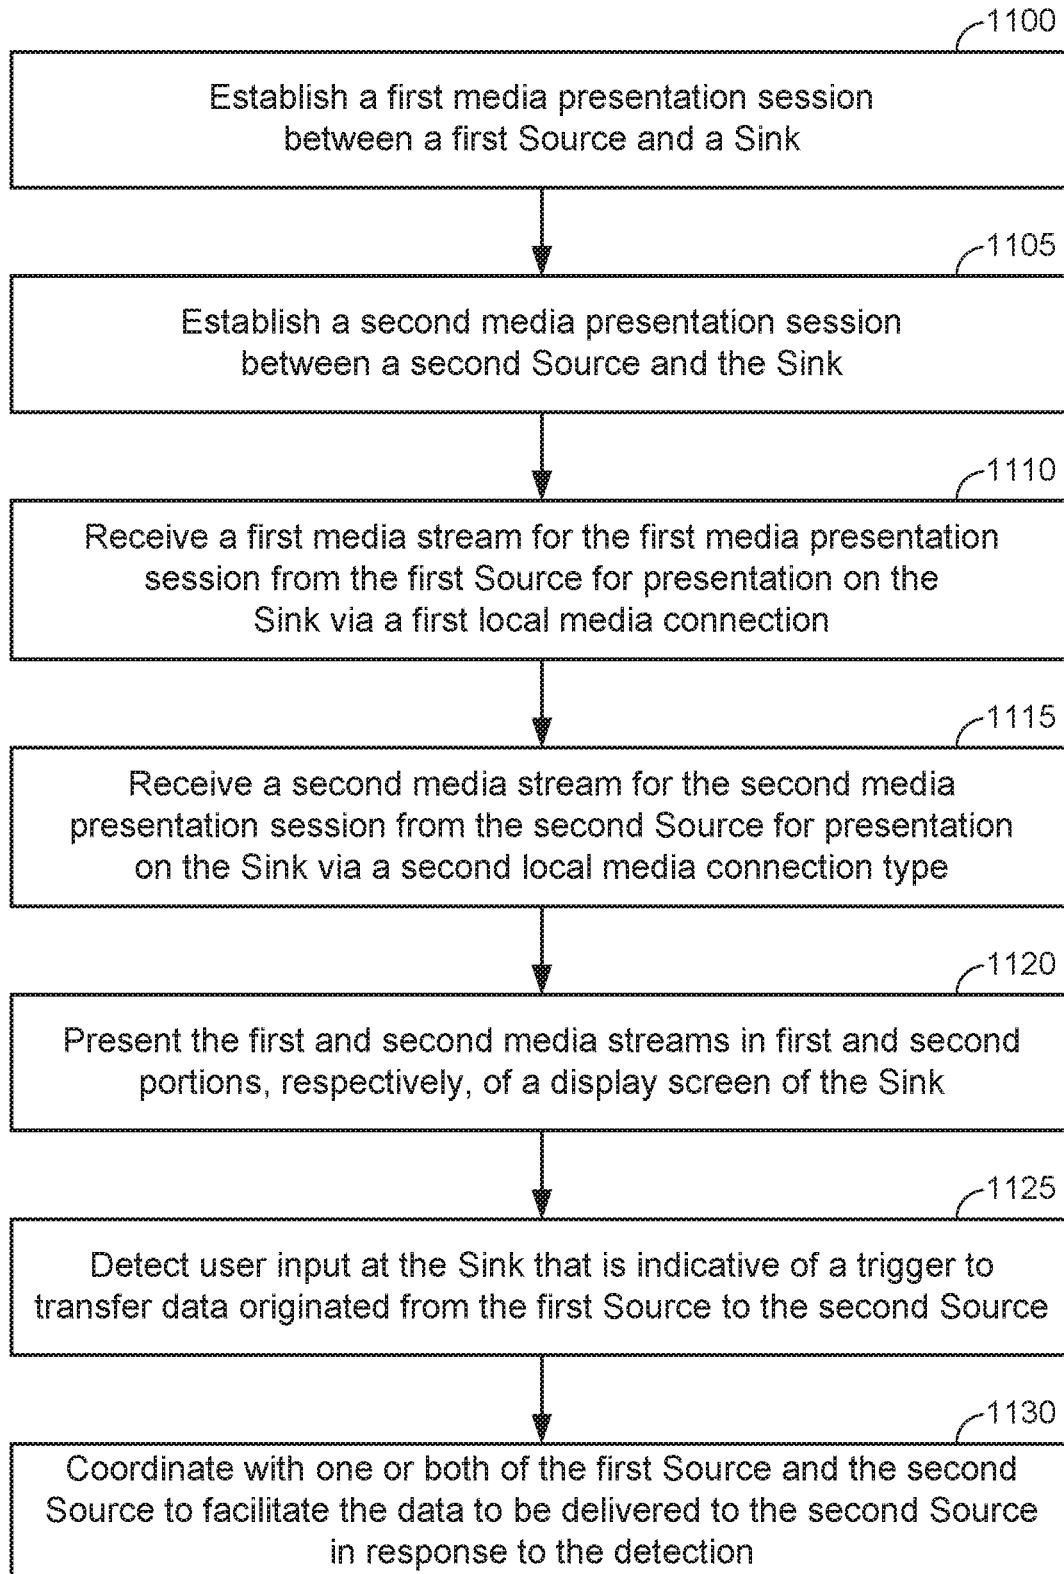 1100
Establish a first media presentation session
between a first Source and a Sink
1105
Establish a second media presentation session
between a second Source and the Sink
1110
Receive a first media stream for the first media presentation
session from the first Source for presentation on the
Sink via a first local media connection
1115
Receive a second media stream for the second media
presentation session from the second Source for presentation
on the Sink via a second local media connection type
1120
Present the first and second media streams in first and second
portions, respectively, of a display screen of the Sink
1125
Detect user input at the Sink that is indicative of a trigger to
transfer data originated from the first Source to the second Source
1130
Coordinate with one or both of the first Source and the second
Source to facilitate the data to be delivered to the second Source
in response to the detection